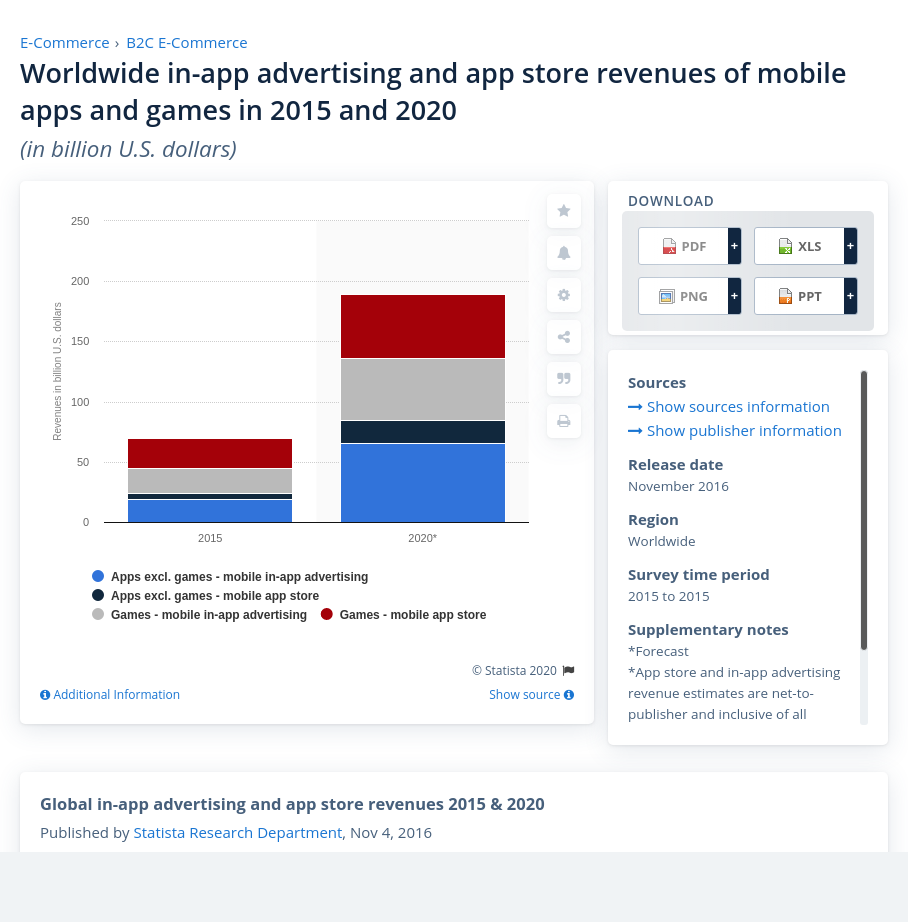 E-Commerce › B2C E-Commerce
Worldwide in-app advertising and app store revenues of mobile
apps and games in 2015 and 2020
(in billion U.S. dollars)
DOWNLOAD
PDF +
XLS +
PNG +
PPT +
250
200
150
100
50
0
Revenues in billion U.S. dollars
2015
2020*
Apps excl. games - mobile in-app advertising
Apps excl. games - mobile app store
Games - mobile in-app advertising
Games - mobile app store
© Statista 2020
Additional Information
Show source
Sources
Show sources information
Show publisher information
Release date
November 2016
Region
Worldwide
Survey time period
2015 to 2015
Supplementary notes
*Forecast
*App store and in-app advertising
revenue estimates are net-to-
publisher and inclusive of all
Global in-app advertising and app store revenues 2015 & 2020
Published by Statista Research Department, Nov 4, 2016